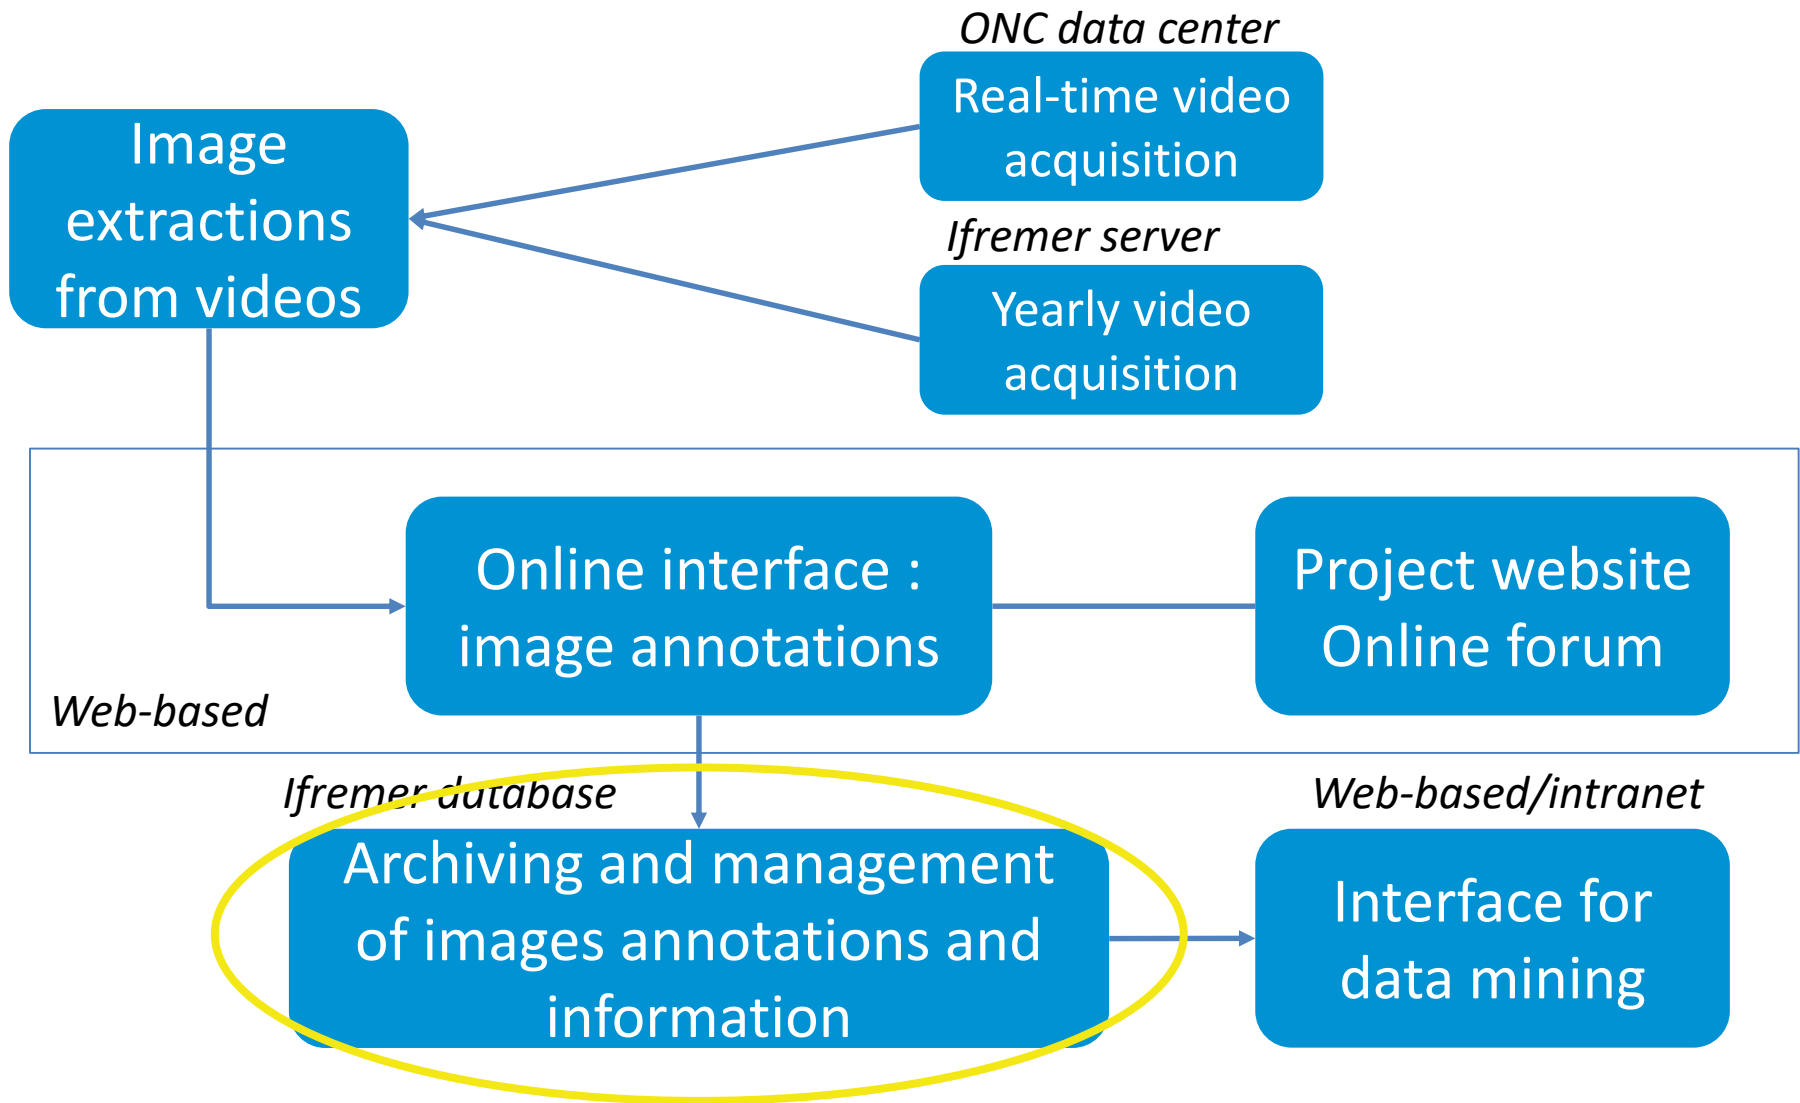 ONC data center
Real-time video
acquisition
Image
extractions
from videos
Ifremer server
Yearly video
acquisition
Online interface :
image annotations
Project website
Online forum
Web-based
Ifremer database
Archiving and management
of images annotations and
information
Web-based/intranet
Interface for
data mining